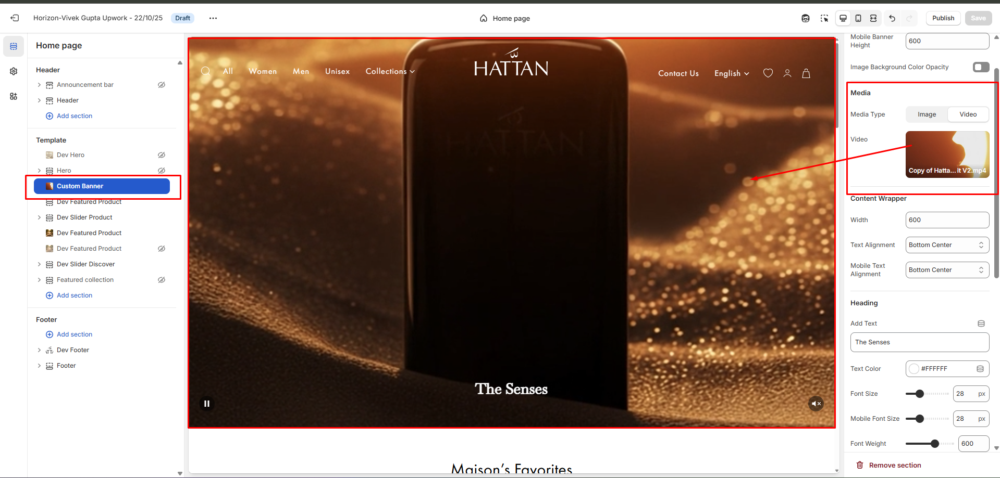 Horizon-Vivek Gupta Upwork - 22/10/25
Draft
Home page
Publish
Save
Home page
Header
Announcement bar
Header
Add section
Template
Dev Hero
Hero
Custom Banner
Dev Featured Product
Dev Slider Product
Dev Featured Product
Dev Featured Product
Dev Slider Discover
Featured collection
Add section
Footer
Add section
Dev Footer
Footer
All
Women
Men
Unisex
Collections
HATTAN
Contact Us
English
HATTAN
The Senses
Maison's Favorites
Mobile Banner
Height
600
Image Background Color Opacity
Media
Media Type
Image
Video
Video
Copy of Hatta... it V2.mp4
Content Wrapper
Width
600
Text Alignment
Bottom Center
Mobile Text
Alignment
Bottom Center
Heading
Add Text
The Senses
Text Color
#FFFFFF
Font Size
28
px
Mobile Font Size
28
px
Font Weight
600
Remove section